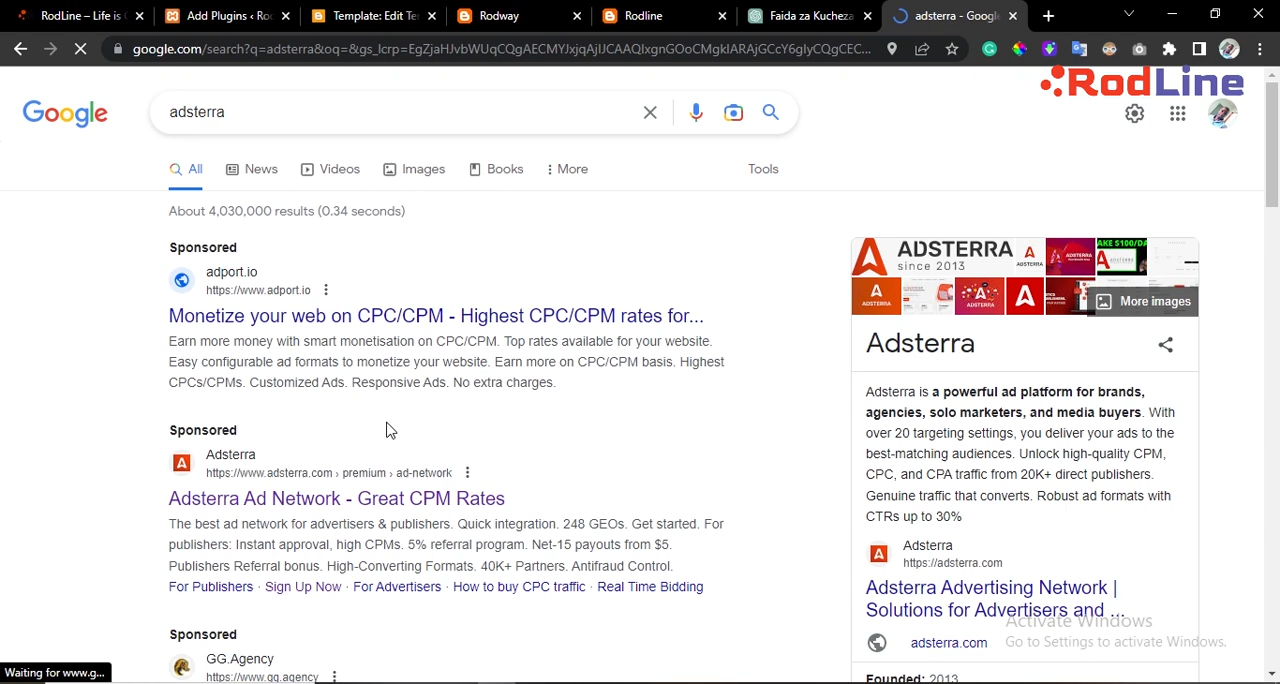 RodLine – Life is
Add Plugins ‹ Ro
Template: Edit Te
Rodway
Rodline
Faida za Kucheza
adsterra - Google
google.com/search?q=adsterra&oq=&gs_lcrp=EgZjaHJvbWUqCQgAECMYJxjqAjIJCAAQIxgnGOoCMgkIARAjGCcY6gIyCQgCEC...
RodLine
Google
adsterra
All
News
Videos
Images
Books
More
Tools
About 4,030,000 results (0.34 seconds)
Sponsored
adport.io
https://www.adport.io
Monetize your web on CPC/CPM - Highest CPC/CPM rates for...
Earn more money with smart monetisation on CPC/CPM. Top rates available for your website.
Easy configurable ad formats to monetize your website. Earn more on CPC/CPM basis. Highest
CPCs/CPMs. Customized Ads. Responsive Ads. No extra charges.
Sponsored
Adsterra
https://www.adsterra.com › premium › ad-network
Adsterra Ad Network - Great CPM Rates
The best ad network for advertisers & publishers. Quick integration. 248 GEOs. Get started. For
publishers: Instant approval, high CPMs. 5% referral program. Net-15 payouts from $5.
Publishers Referral bonus. High-Converting Formats. 40K+ Partners. Antifraud Control.
For Publishers · Sign Up Now · For Advertisers · How to buy CPC traffic · Real Time Bidding
Sponsored
GG.Agency
https://www.gg.agency
Waiting for www.g...
ADSTERRA
since 2013
ADSTERRA
AKE $100/DA
ADSTERRA
ADSTERRA
More images
Adsterra
Adsterra is a powerful ad platform for brands,
agencies, solo marketers, and media buyers. With
over 20 targeting settings, you deliver your ads to the
best-matching audiences. Unlock high-quality CPM,
CPC, and CPA traffic from 20K+ direct publishers.
Genuine traffic that converts. Robust ad formats with
CTRs up to 30%
Adsterra
https://adsterra.com
Adsterra Advertising Network |
Solutions for Advertisers and ...
adsterra.com
Founded: 2013
Activate Windows
Go to Settings to activate Windows.